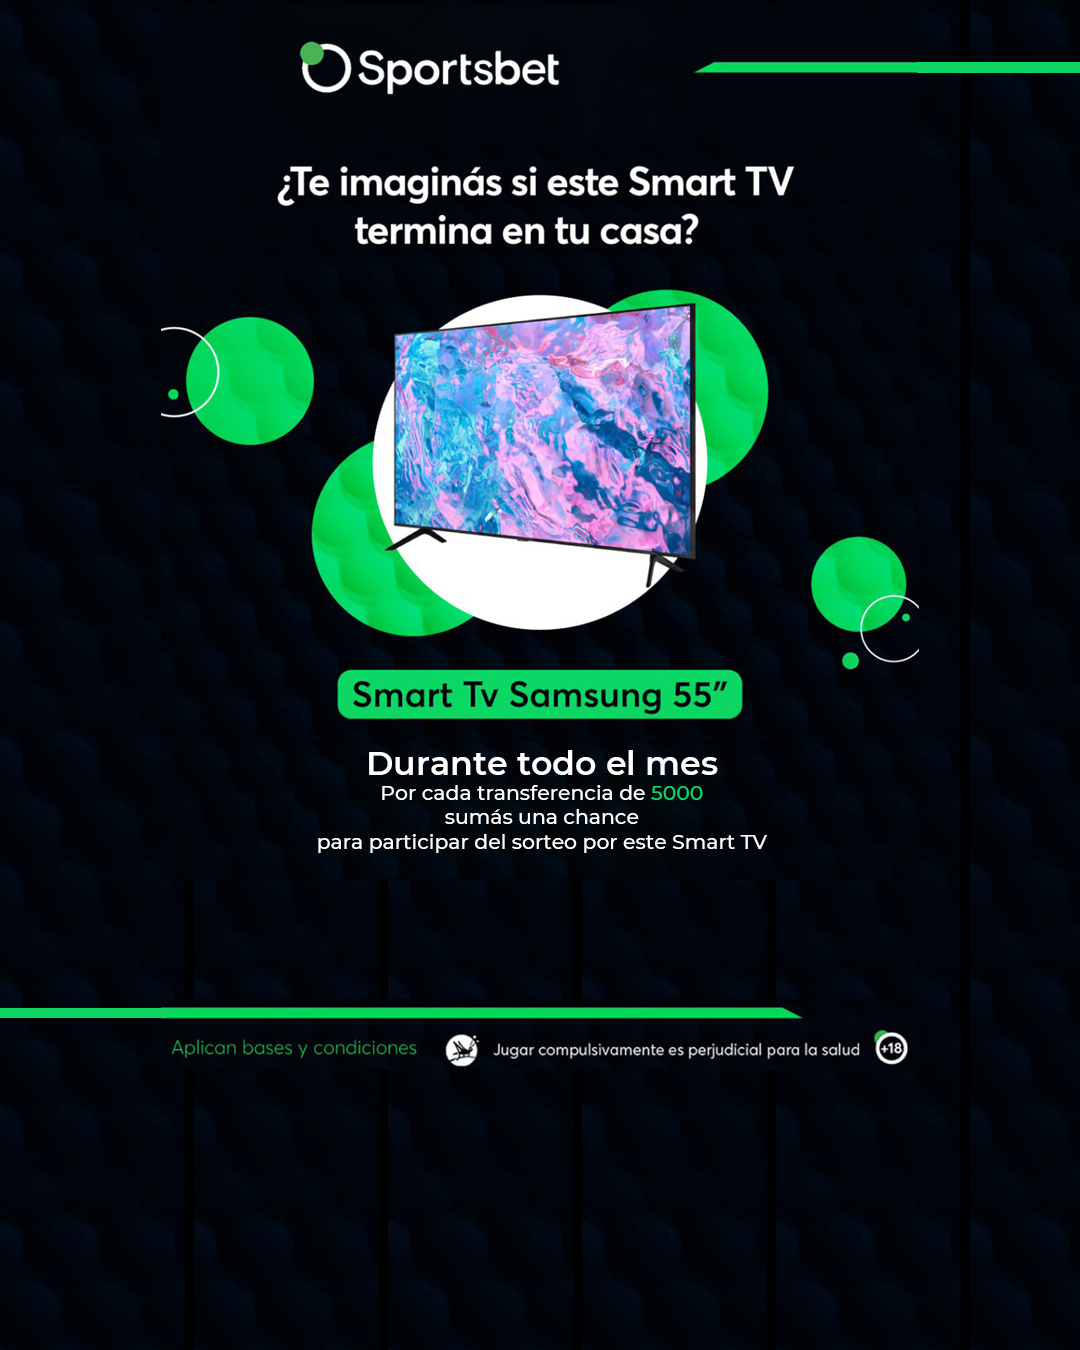 Sportsbet
¿Te imaginás si este Smart TV
termina en tu casa?
Smart Tv Samsung 55”
Durante todo el mes
Por cada transferencia de 5000
sumás una chance
para participar del sorteo por este Smart TV
Aplican bases y condiciones
Jugar compulsivamente es perjudicial para la salud
+18